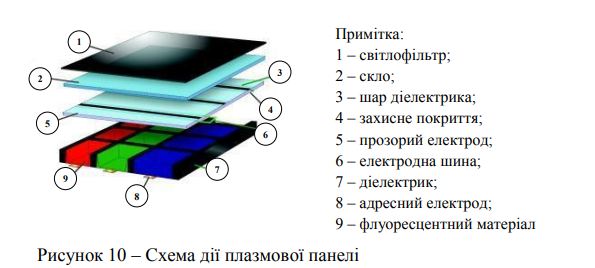 1
2
3
4
5
6
7
8
9
Примітка:
1 – світлофільтр;
2 – скло;
3 – шар діелектрика;
4 – захисне покриття;
5 – прозорий електрод;
6 – електродна шина;
7 – діелектрик;
8 – адресний електрод;
9 – флуоресцентний матеріал
Рисунок 10 – Схема дії плазмової панелі